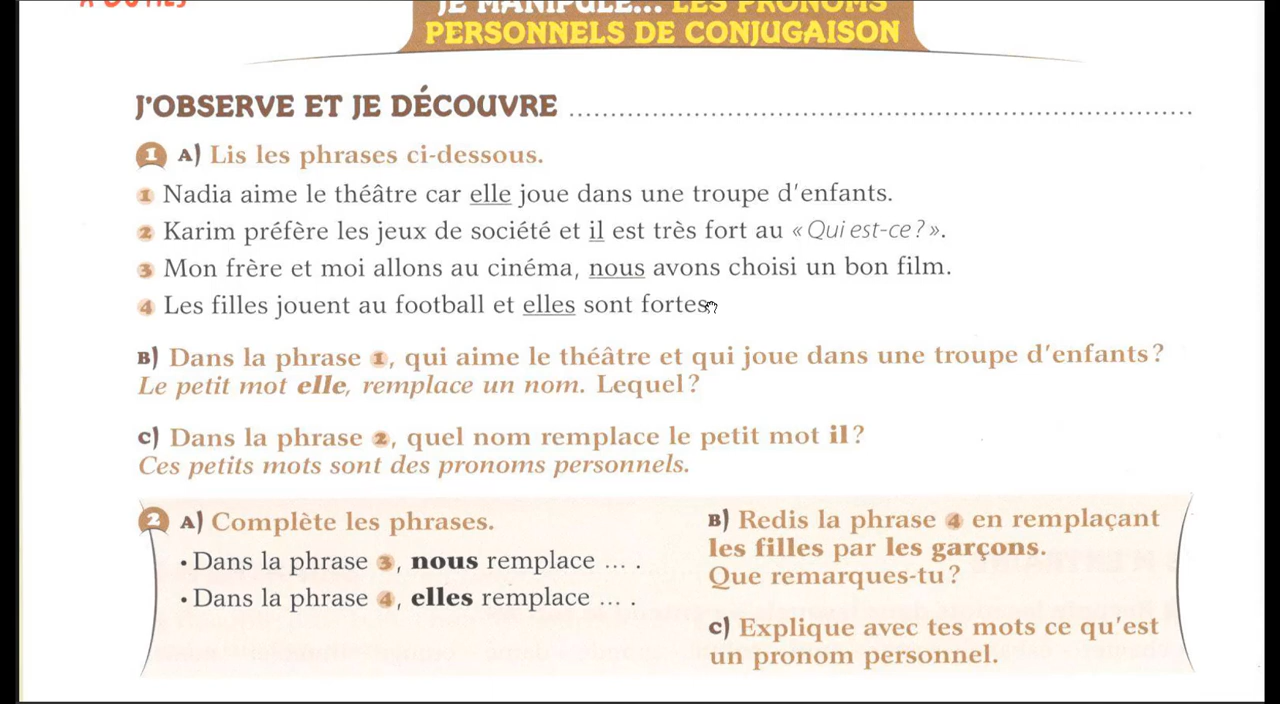 JE MANIPULE... LES PRONOMS
PERSONNELS DE CONJUGAISON
J'OBSERVE ET JE DÉCOUVRE
1 A) Lis les phrases ci-dessous.
1 Nadia aime le théâtre car elle joue dans une troupe d'enfants.
2 Karim préfère les jeux de société et il est très fort au « Qui est-ce ? ».
3 Mon frère et moi allons au cinéma, nous avons choisi un bon film.
4 Les filles jouent au football et elles sont fortes.
B) Dans la phrase 1, qui aime le théâtre et qui joue dans une troupe d'enfants ?
Le petit mot elle, remplace un nom. Lequel ?
C) Dans la phrase 2, quel nom remplace le petit mot il ?
Ces petits mots sont des pronoms personnels.
2 A) Complète les phrases.
• Dans la phrase 3, nous remplace ... .
• Dans la phrase 4, elles remplace ... .
B) Redis la phrase 4 en remplaçant
les filles par les garçons.
Que remarques-tu ?
C) Explique avec tes mots ce qu'est
un pronom personnel.